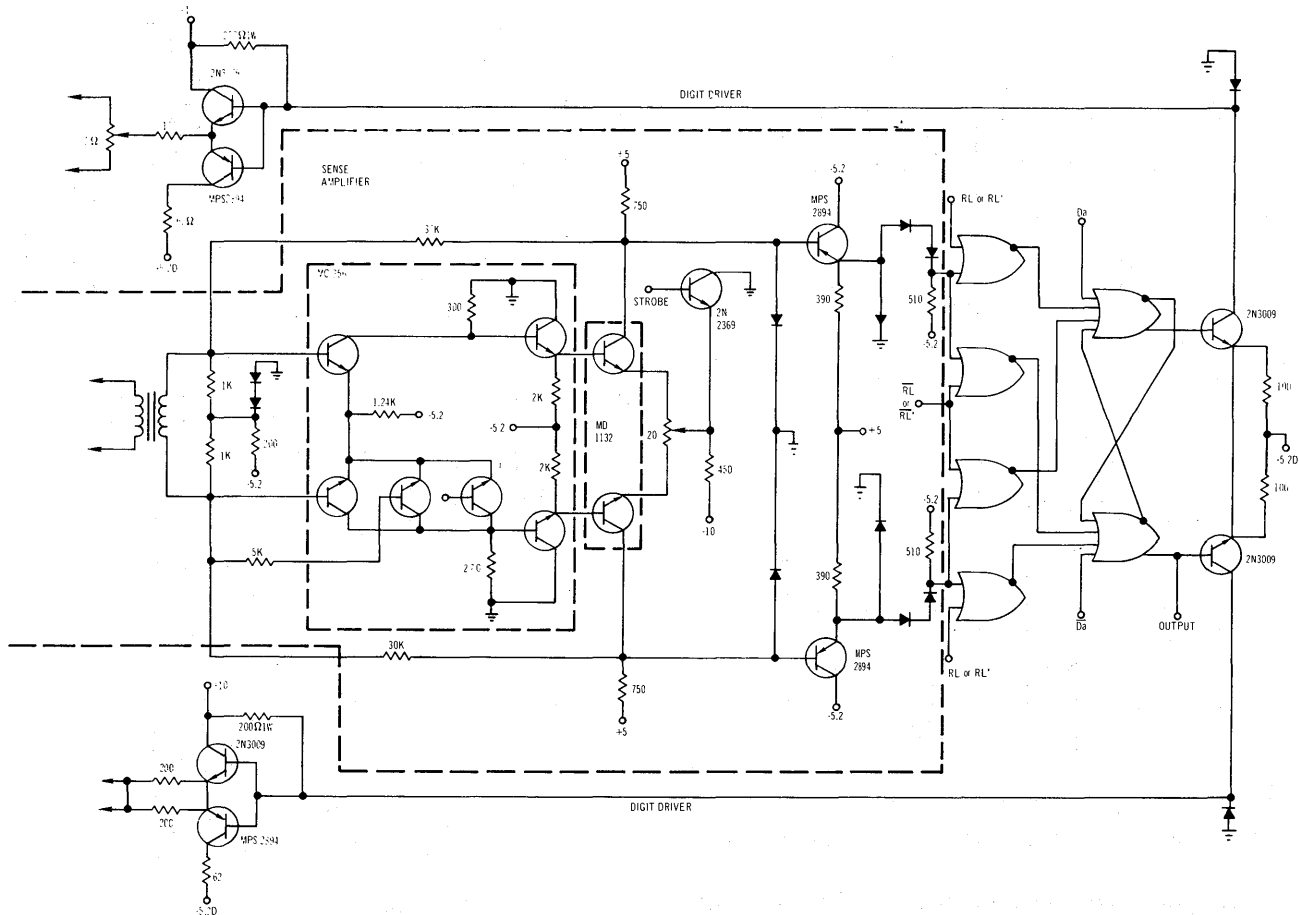 200Ω1W
DIGIT DRIVER
SENSE
AMPLIFIER
+5
-5.2
MPS
2894
750
RL or RL'
Da
390
510
-5.2
STROBE
2N
2369
300
2N3009
1K
1.24K
-5.2
2K
-5.2
MD
1132
20
RL
or
RL'
+5
100
-5.2D
200
1K
-5.2
2K
450
-5.2
-10
510
5K
390
2N3009
Da
OUTPUT
30K
MPS
2894
RL or RL'
750
-5.2
+5
-10
200Ω1W
2N3009
200
200
DIGIT DRIVER
MPS 2894
62
-5.2D